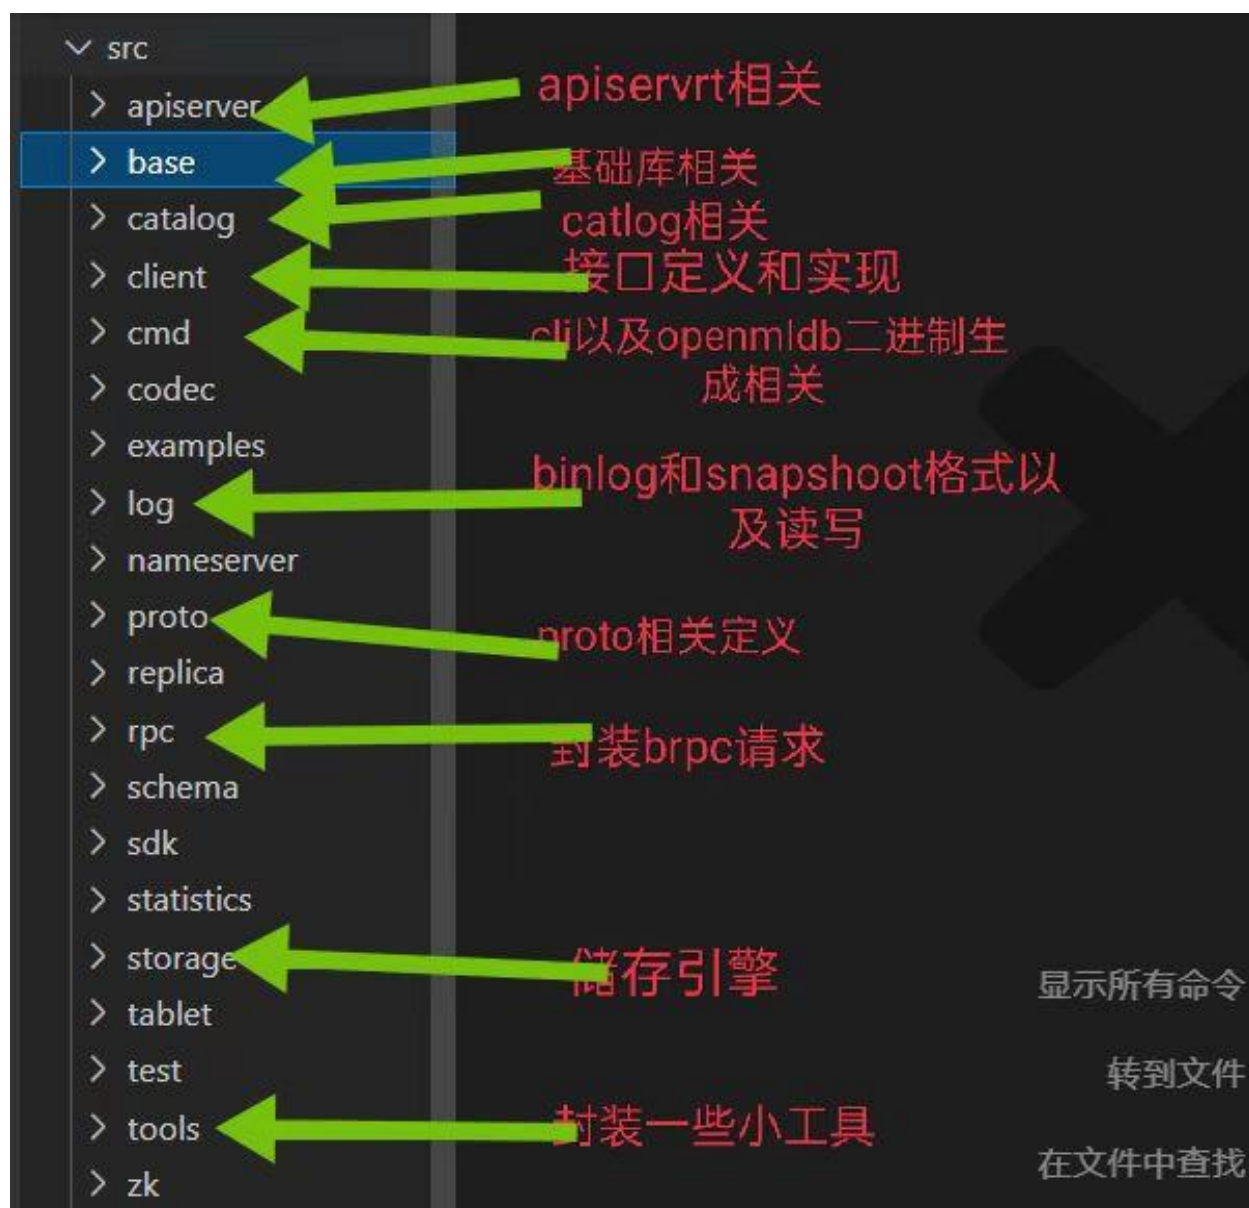 src
apiserver
apiservrt相关
base
基础库相关
catalog
catlog相关
client
接口定义和实现
cmd
cli以及openmldb二进制生
成相关
codec
examples
log
binlog和snapshoot格式以
及读写
nameserver
proto
proto相关定义
replica
rpc
封装brpc请求
schema
sdk
statistics
storage
储存引擎
显示所有命令
tablet
test
转到文件
tools
封装一些小工具
在文件中查找
zk